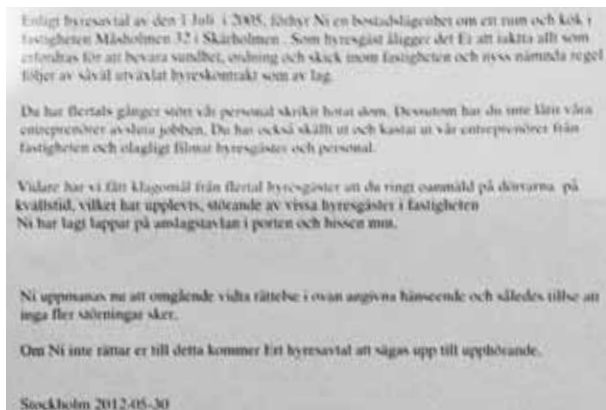 Enligt hyresavtal av den 1 Juli i 2005, förhyr Ni en bostadslägenhet om ett rum och kök i
fastigheten Måsholmen 32 i Skärholmen . Som hyresgäst åligger det Er att iaktta allt som
erfordras för att bevara sundhet, ordning och skick inom fastigheten och nyss nämnda regel
följer av såväl utväxlat hyreskontrakt som av lag.
Du har flertals gånger stört vår personal skrikit hotat dom. Dessutom har du inte låtit våra
entreprenörer avsluta jobben. Du har också skällt ut och kastat ut vår entreprenörer från
fastigheten och olagligt filmat hyresgäster och personal.
Vidare har vi fått klagomål från flertal hyresgäster att du ringt oanmäld på dörrarna på
kvällstid, vilket har upplevts, störande av vissa hyresgäster i fastigheten
Ni har lagt lappar på anslagstavlan i porten och hissen mm.
Ni uppmanas nu att omgående vidta rättelse i ovan angivna hänseende och således tillse att
inga fler störningar sker.
Om Ni inte rättar er till detta kommer Ert hyresavtal att sägas upp till upphörande.
Stockholm 2012-05-30